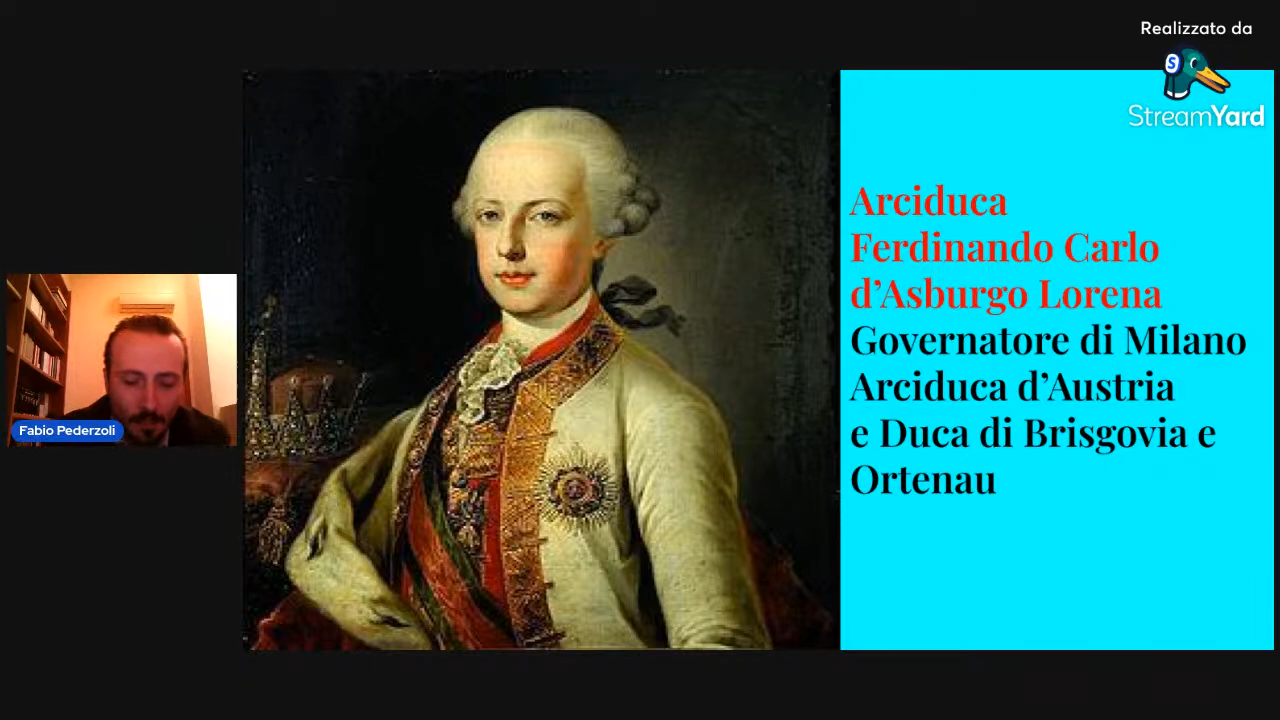 Realizzato da
StreamYard
Arciduca
Ferdinando Carlo
d’Asburgo Lorena
Governatore di Milano
Arciduca d’Austria
e Duca di Brisgovia e
Ortenau
Fabio Pederzoli